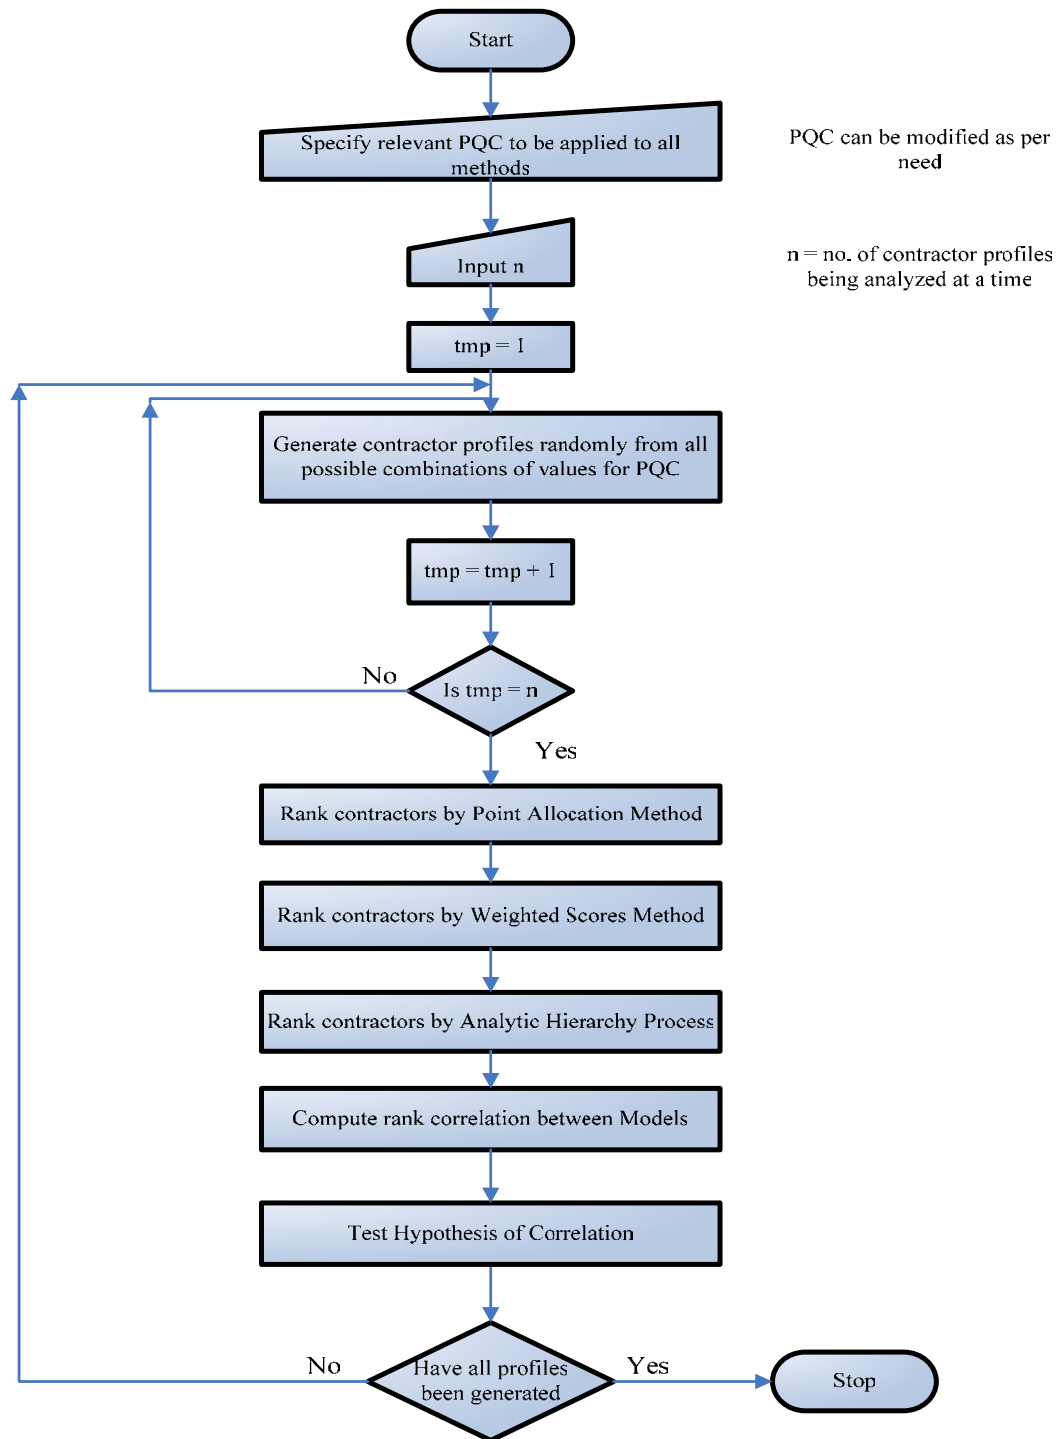 Start
Specify relevant PQC to be applied to all
methods
PQC can be modified as per
need
Input n
n = no. of contractor profiles
being analyzed at a time
tmp = 1
Generate contractor profiles randomly from all
possible combinations of values for PQC
tmp = tmp + 1
Is tmp = n
No
Yes
Rank contractors by Point Allocation Method
Rank contractors by Weighted Scores Method
Rank contractors by Analytic Hierarchy Process
Compute rank correlation between Models
Test Hypothesis of Correlation
Have all profiles
been generated
No
Yes
Stop